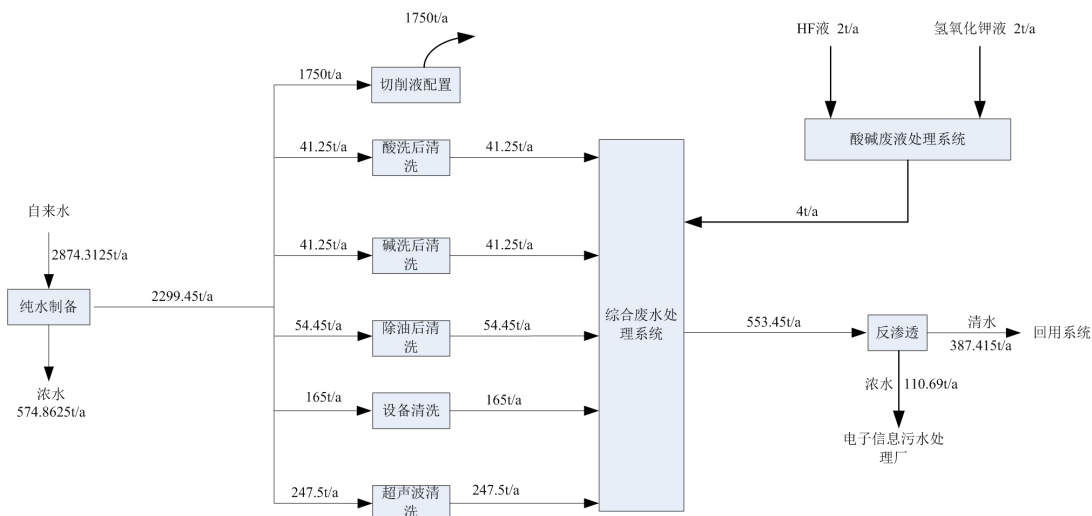 1750t/a
HF液 2t/a
氢氧化钾液 2t/a
1750t/a
切削液配置
酸碱废液处理系统
41.25t/a
酸洗后清
洗
41.25t/a
4t/a
自来水
2874.3125t/a
41.25t/a
碱洗后清
洗
41.25t/a
纯水制备
2299.45t/a
综合废水处
理系统
54.45t/a
除油后清
洗
54.45t/a
553.45t/a
反渗透
清水
387.415t/a
回用系统
浓水
574.8625t/a
浓水
110.69t/a
165t/a
设备清洗
165t/a
电子信息污水处
理厂
247.5t/a
超声波清
洗
247.5t/a